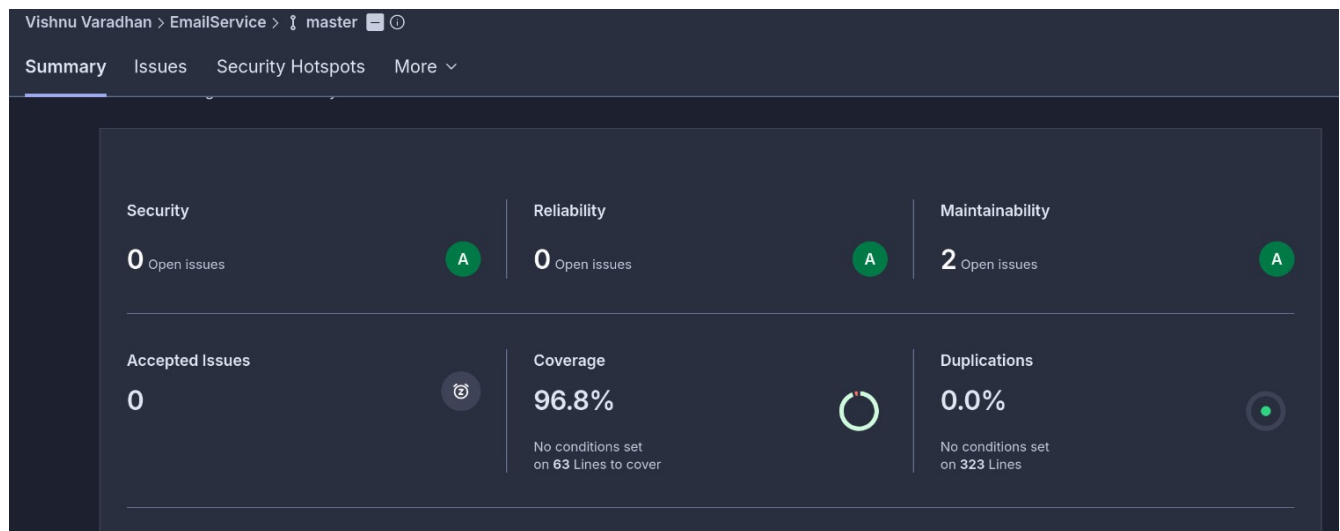 Vishnu Varadhan > EmailService > master
Summary Issues Security Hotspots More
Security
0 Open issues
A
Reliability
0 Open issues
A
Maintainability
2 Open issues
A
Accepted Issues
0
Coverage
96.8%
No conditions set
on 63 Lines to cover
Duplications
0.0%
No conditions set
on 323 Lines